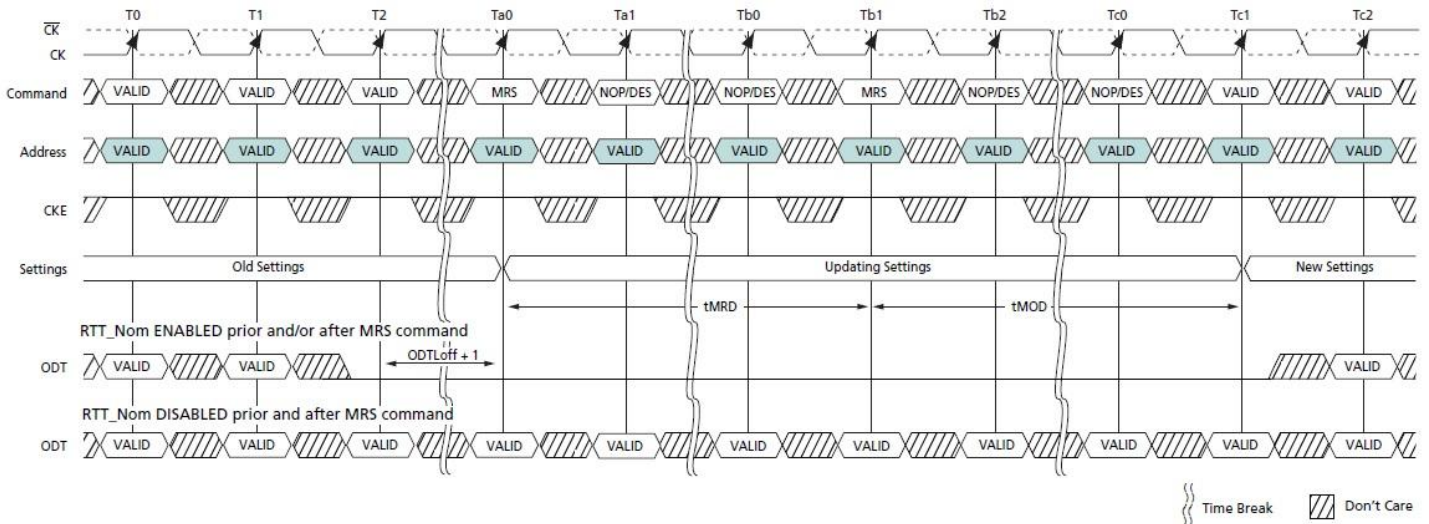 T0 T1 T2 Ta0 Ta1 Tb0 Tb1 Tb2 Tc0 Tc1 Tc2
CK
CK
Command VALID VALID VALID MRS NOP/DES NOP/DES MRS NOP/DES NOP/DES VALID VALID
Address VALID VALID VALID VALID VALID VALID VALID VALID VALID VALID VALID
CKE
Settings Old Settings Updating Settings New Settings
tMRD tMOD
RTT_Nom ENABLED prior and/or after MRS command
ODTLoff + 1
ODT VALID VALID VALID
RTT_Nom DISABLED prior and after MRS command
ODT VALID VALID VALID VALID VALID VALID VALID VALID VALID VALID VALID
Time Break Don't Care